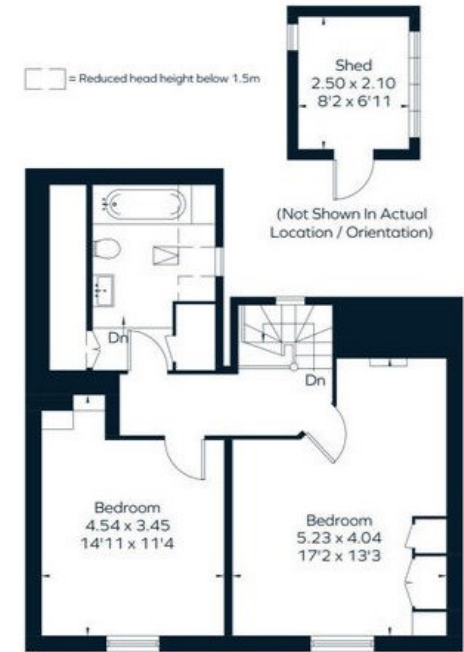 = Reduced head height below 1.5m
Shed
2.50 x 2.10
8'2 x 6'11
(Not Shown In Actual
Location / Orientation)
Dn
Dn
Bedroom
4.54 x 3.45
14'11 x 11'4
Bedroom
5.23 x 4.04
17'2 x 13'3